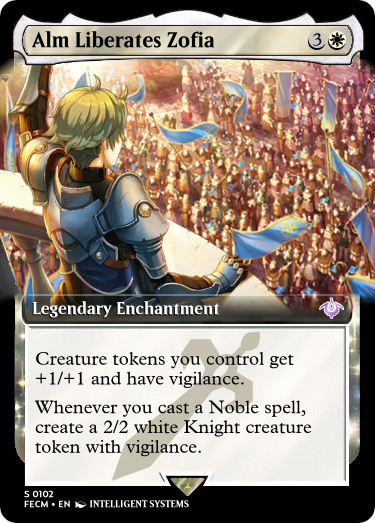 Alm Liberates Zofia 3
Legendary Enchantment
Creature tokens you control get
+1/+1 and have vigilance.
Whenever you cast a Noble spell,
create a 2/2 white Knight creature
token with vigilance.
S 0102
FECM • EN INTELLIGENT SYSTEMS